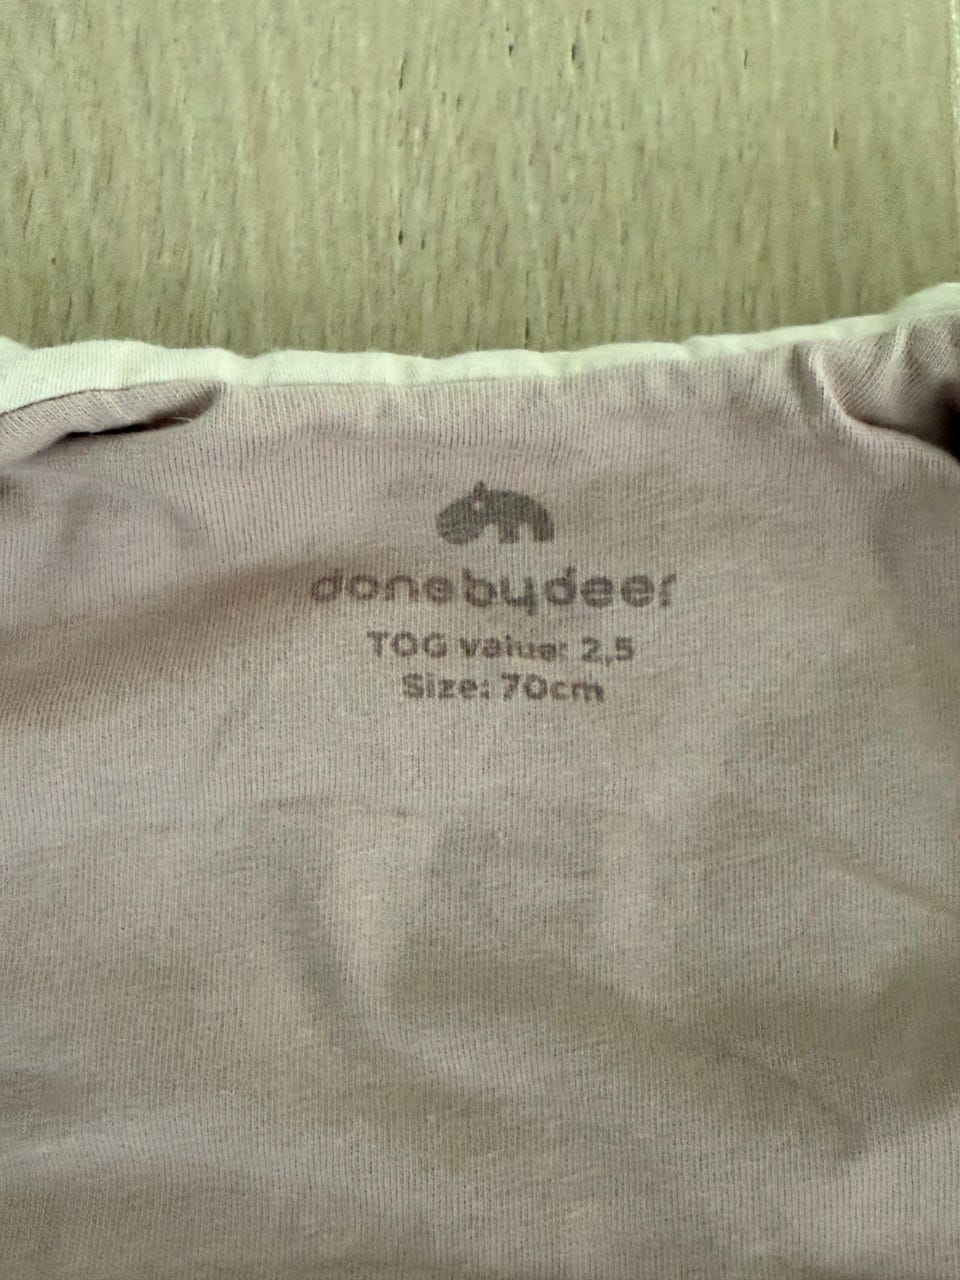 donebydeer
TOG value: 2,5
Size: 70cm